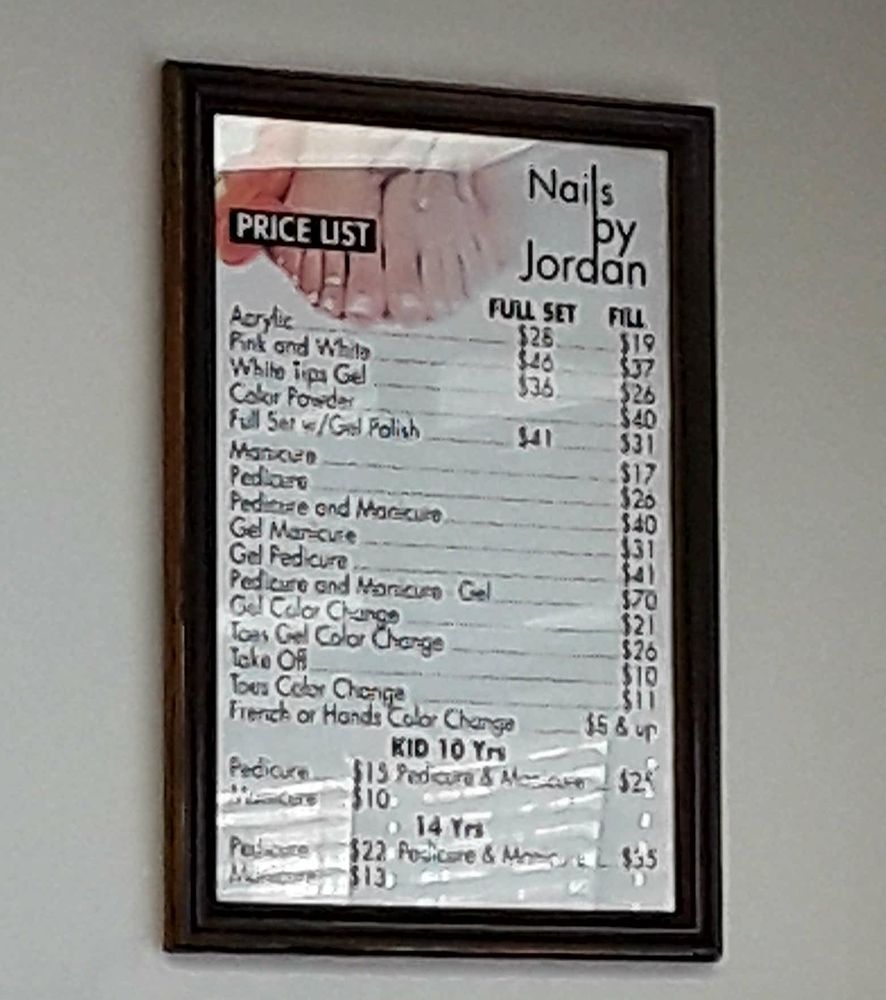 Nails
by
Jordan
PRICE LIST
FULL SET FILL
Acrylic $28 $19
Pink and White $46 $37
White Tips Gel $36 $26
Color Powder $40
Full Set w/Gel Polish $41 $31
Manicure $17
Pedicure $26
Pedicure and Manicure $40
Gel Manicure $31
Gel Pedicure $41
Pedicure and Manicure Gel $70
Gel Color Change $21
Toes Gel Color Change $26
Take Off $10
Toes Color Change $11
French or Hands Color Change $5 & up
KID 10 Yrs
Pedicure $15 Pedicure & Manicure $25
Manicure $10
14 Yrs
Pedicure $22 Pedicure & Manicure $35
Manicure $13